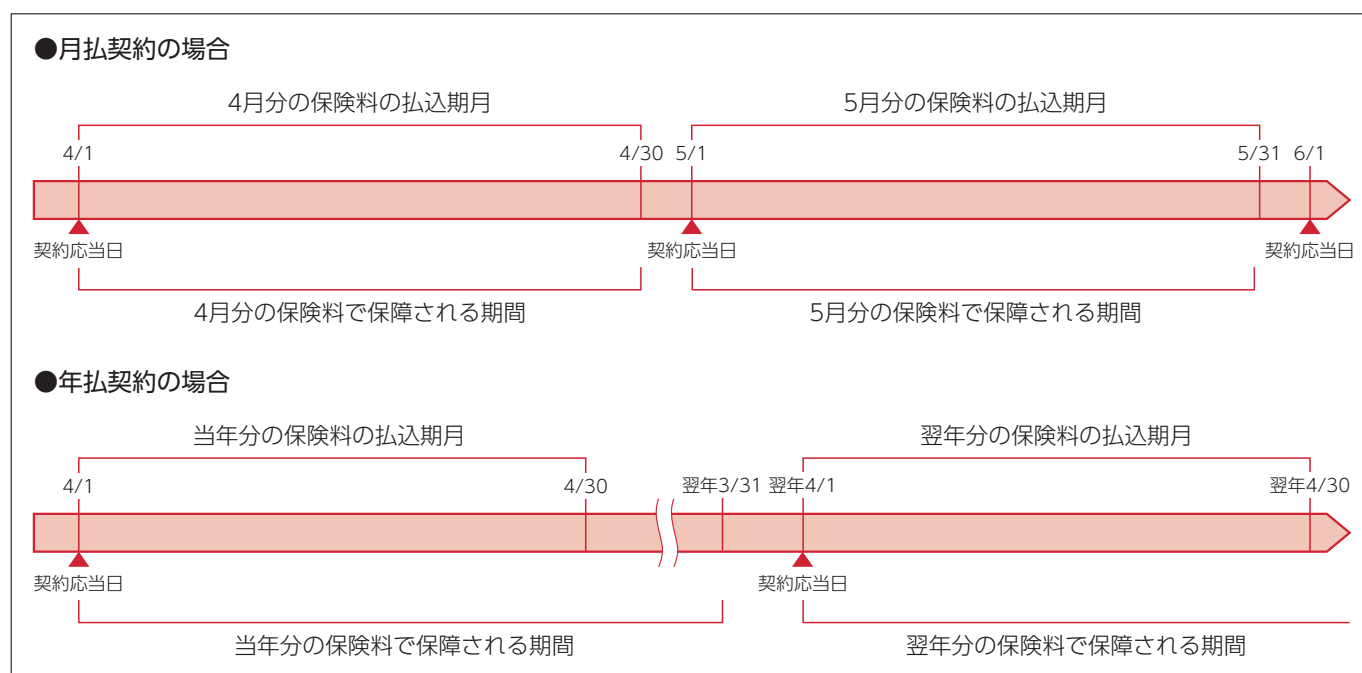 ●月払契約の場合
4月分の保険料の払込期月
5月分の保険料の払込期月
4/1
4/30
5/1
5/31
6/1
契約応当日
契約応当日
契約応当日
4月分の保険料で保障される期間
5月分の保険料で保障される期間
●年払契約の場合
当年分の保険料の払込期月
翌年分の保険料の払込期月
4/1
4/30
翌年3/31
翌年4/1
翌年4/30
契約応当日
契約応当日
当年分の保険料で保障される期間
翌年分の保険料で保障される期間